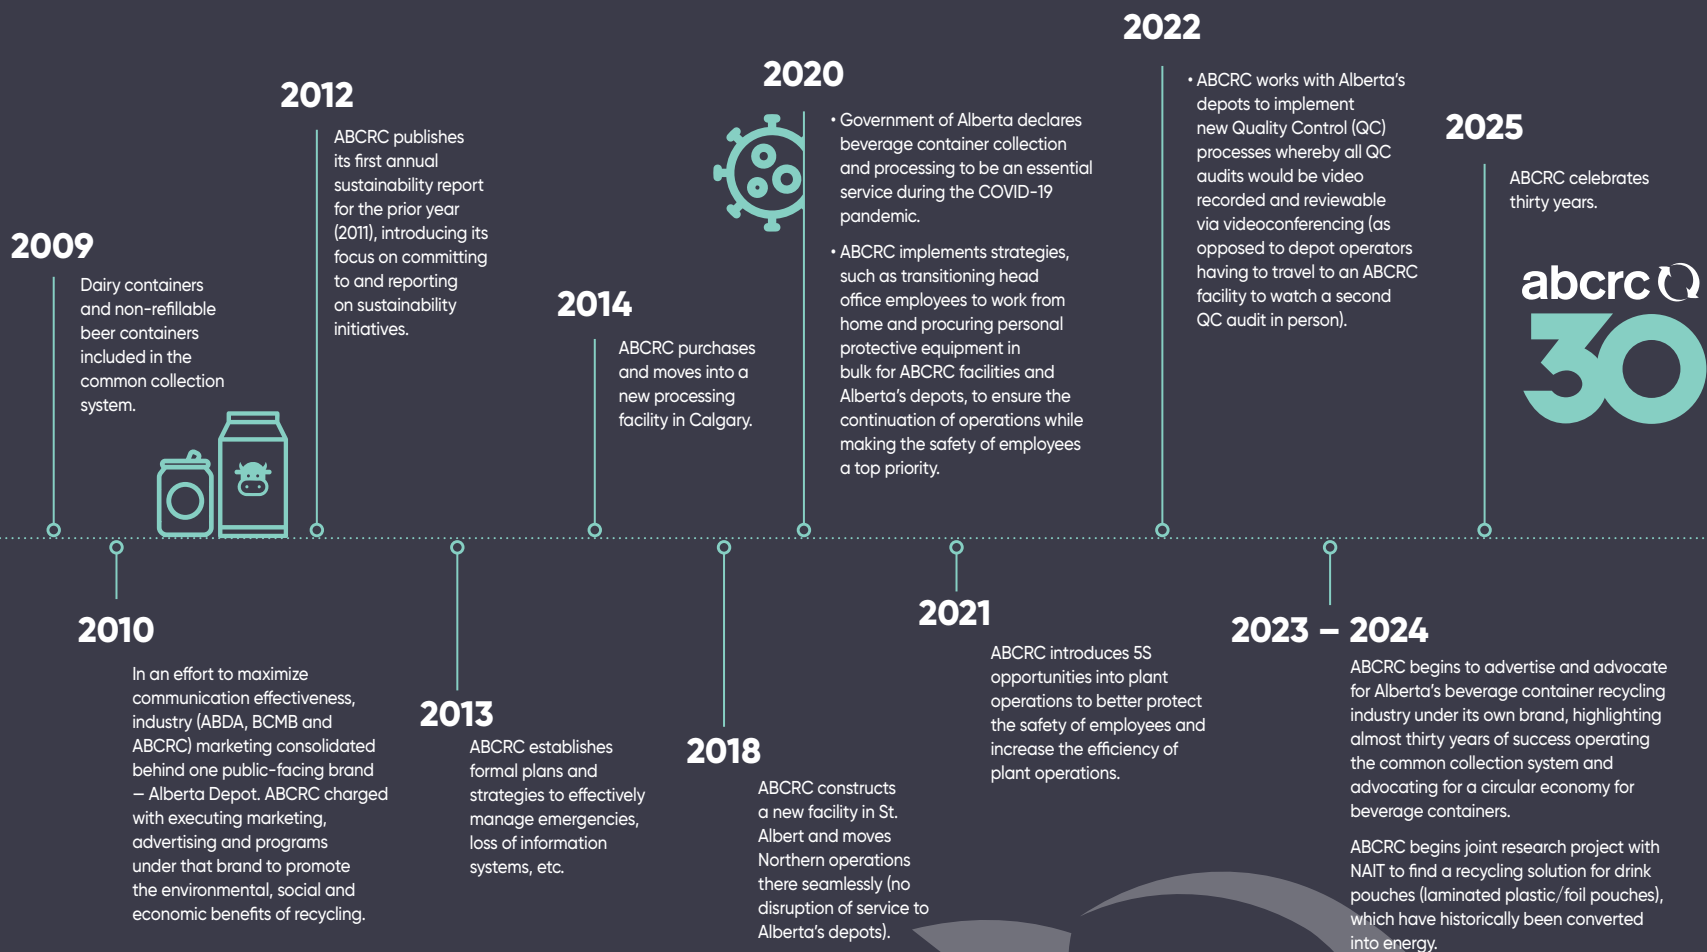 2009
Dairy containers
and non-refillable
beer containers
included in the
common collection
system.
2010
In an effort to maximize
communication effectiveness,
industry (ABDA, BCMB and
ABCRC) marketing consolidated
behind one public-facing brand
– Alberta Depot. ABCRC charged
with executing marketing,
advertising and programs
under that brand to promote
the environmental, social and
economic benefits of recycling.
2012
ABCRC publishes
its first annual
sustainability report
for the prior year
(2011), introducing its
focus on committing
to and reporting
on sustainability
initiatives.
2013
ABCRC establishes
formal plans and
strategies to effectively
manage emergencies,
loss of information
systems, etc.
2014
ABCRC purchases
and moves into a
new processing
facility in Calgary.
2018
ABCRC constructs
a new facility in St.
Albert and moves
Northern operations
there seamlessly (no
disruption of service to
Alberta's depots).
2020
• Government of Alberta declares
beverage container collection
and processing to be an essential
service during the COVID-19
pandemic.
• ABCRC implements strategies,
such as transitioning head
office employees to work from
home and procuring personal
protective equipment in
bulk for ABCRC facilities and
Alberta's depots, to ensure the
continuation of operations while
making the safety of employees
a top priority.
2021
ABCRC introduces 5S
opportunities into plant
operations to better protect
the safety of employees and
increase the efficiency of
plant operations.
2022
• ABCRC works with Alberta's
depots to implement
new Quality Control (QC)
processes whereby all QC
audits would be video
recorded and reviewable
via videoconferencing (as
opposed to depot operators
having to travel to an ABCRC
facility to watch a second
QC audit in person).
2023 – 2024
ABCRC begins to advertise and advocate
for Alberta's beverage container recycling
industry under its own brand, highlighting
almost thirty years of success operating
the common collection system and
advocating for a circular economy for
beverage containers.
ABCRC begins joint research project with
NAIT to find a recycling solution for drink
pouches (laminated plastic/foil pouches),
which have historically been converted
into energy.
2025
ABCRC celebrates
thirty years.
abcrc
30